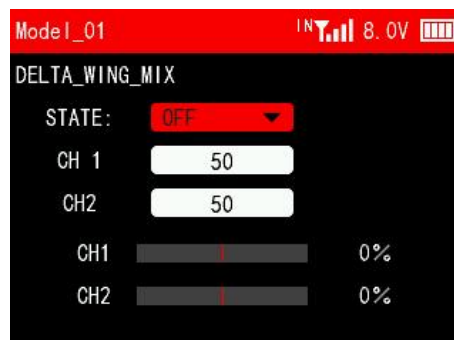 Model_01 IN 8.0V
DELTA_WING_MIX
STATE: OFF
CH 1 50
CH2 50
CH1 0%
CH2 0%